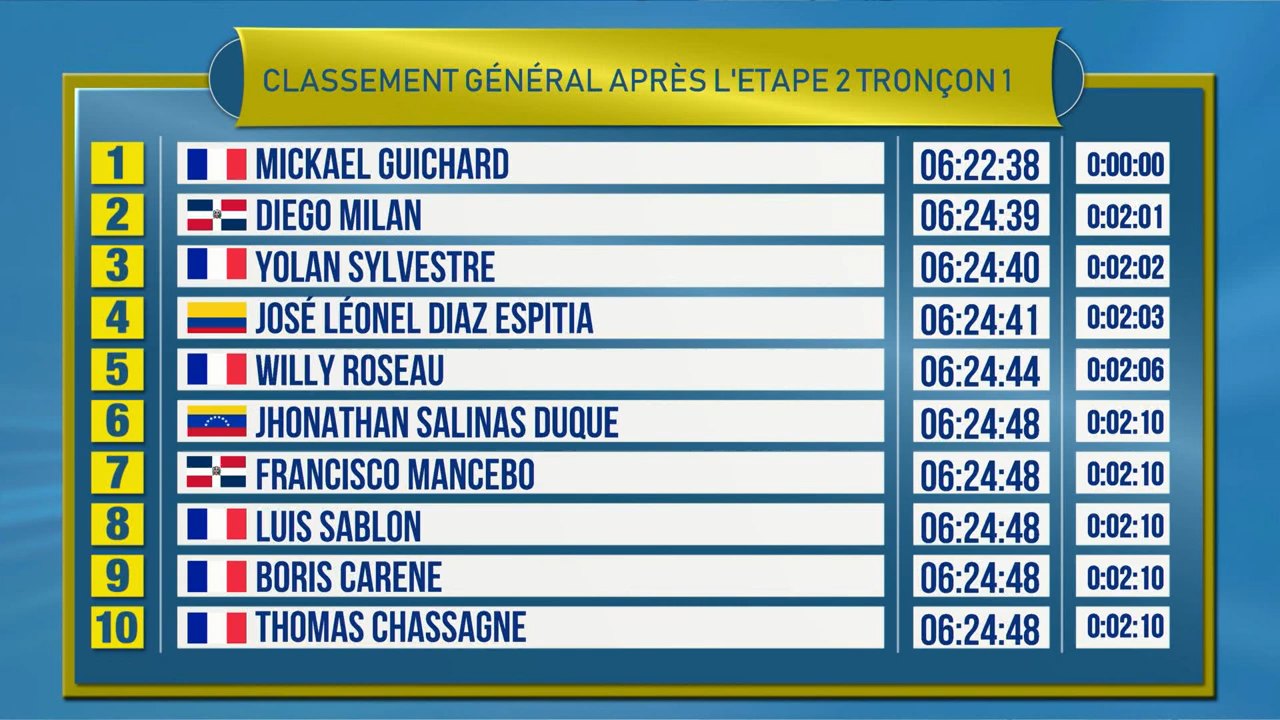 CLASSEMENT GÉNÉRAL APRÈS L'ETAPE 2 TRONÇON 1
1 MICKAEL GUICHARD 06:22:38 0:00:00
2 DIEGO MILAN 06:24:39 0:02:01
3 YOLAN SYLVESTRE 06:24:40 0:02:02
4 JOSÉ LÉONEL DIAZ ESPITIA 06:24:41 0:02:03
5 WILLY ROSEAU 06:24:44 0:02:06
6 JHONATHAN SALINAS DUQUE 06:24:48 0:02:10
7 FRANCISCO MANCEBO 06:24:48 0:02:10
8 LUIS SABLON 06:24:48 0:02:10
9 BORIS CARENE 06:24:48 0:02:10
10 THOMAS CHASSAGNE 06:24:48 0:02:10